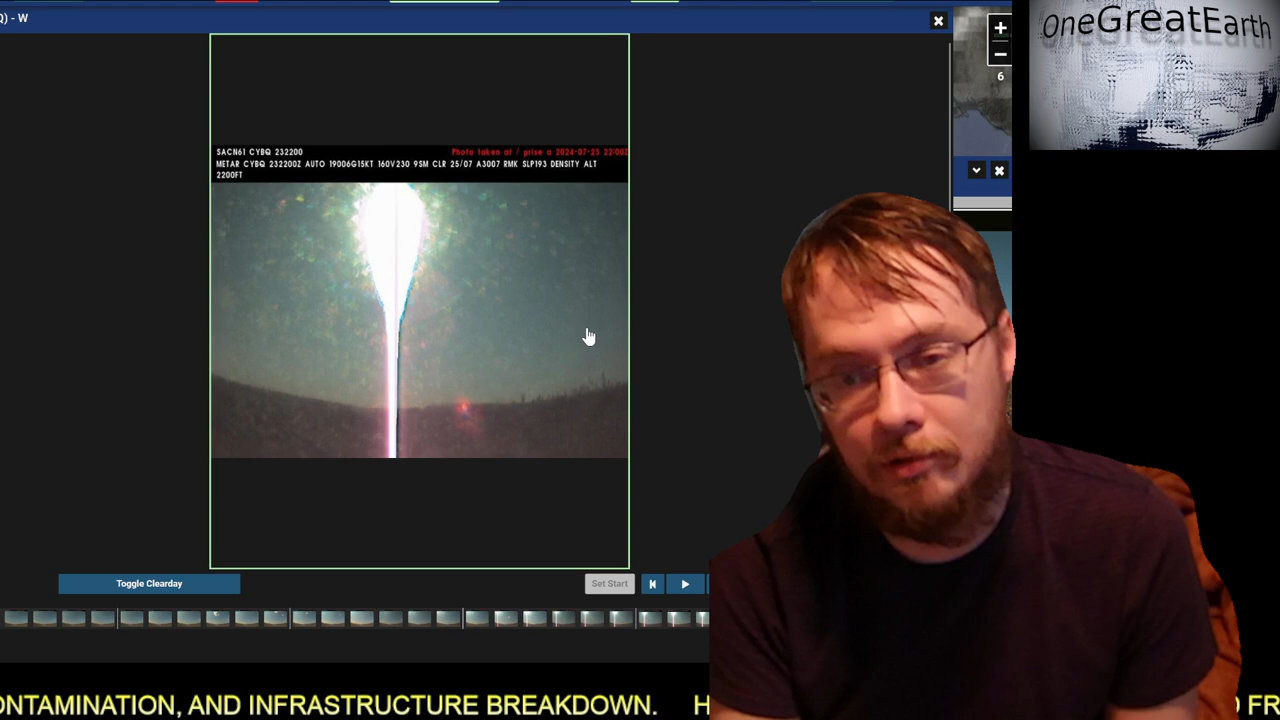 Q) - W
OneGreatEarth
6
SACN61 CYBQ 232200
Photo taken at / prise a 2024-07-23 22:00Z
METAR CYBQ 232200Z AUTO 19006G15KT 160V230 9SM CLR 25/07 A3007 RMK SLP193 DENSITY ALT
2200FT
Toggle Clearday
Set Start
ONTAMINATION, AND INFRASTRUCTURE BREAKDOWN. H
FR